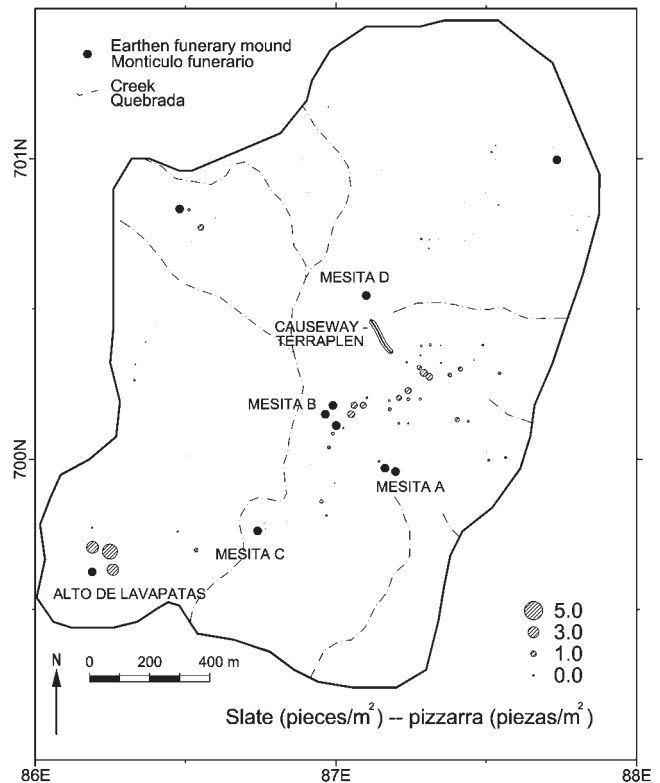 Earthen funerary mound
Monticulo funerario
Creek
Quebrada
701N
MESITA D
CAUSEWAY -
TERRAPLEN
MESITA B
700N
MESITA A
MESITA C
ALTO DE LAVAPATAS
5.0
3.0
1.0
0.0
N
0 200 400 m
Slate (pieces/m²) -- pizzarra (piezas/m²)
86E 87E 88E